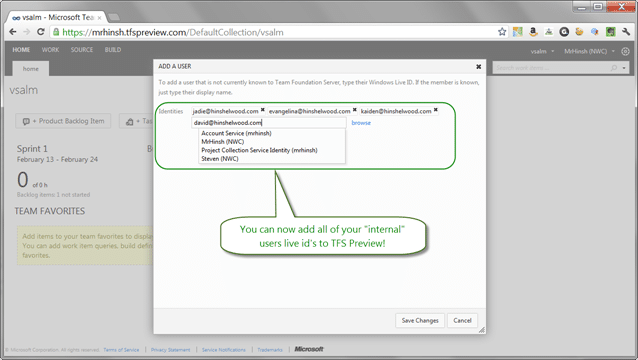 vsalm - Microsoft Team
https://mrhinsh.tfspreview.com/DefaultCollection/vsalm
HOME WORK SOURCE BUILD
vsalm MrHinsh (NWC)
home
vsalm
+ Product Backlog Item
+ Tas
Sprint 1
February 13 - February 24
0 of 0 h
Backlog items: 1 not started
TEAM FAVORITES
Add items to your team favorites to display
You can add work item queries, build defin
ADD A USER
To add a user that is not currently known to Team Foundation Server, type their Windows Live ID. If the member is known,
just type their display name.
Identities jadie@hinshelwood.com evangelina@hinshelwood.com kaiden@hinshelwood.com
david@hinshelwood.com browse
Account Service (mrhinsh)
MrHinsh (NWC)
Project Collection Service Identity (mrhinsh)
Steven (NWC)
You can now add all of your "internal"
users live id's to TFS Preview!
Save Changes Cancel
© Microsoft Corporation. All rights reserved. Terms of Service | Privacy Statement | Service Notifications | Trademarks | Microsoft